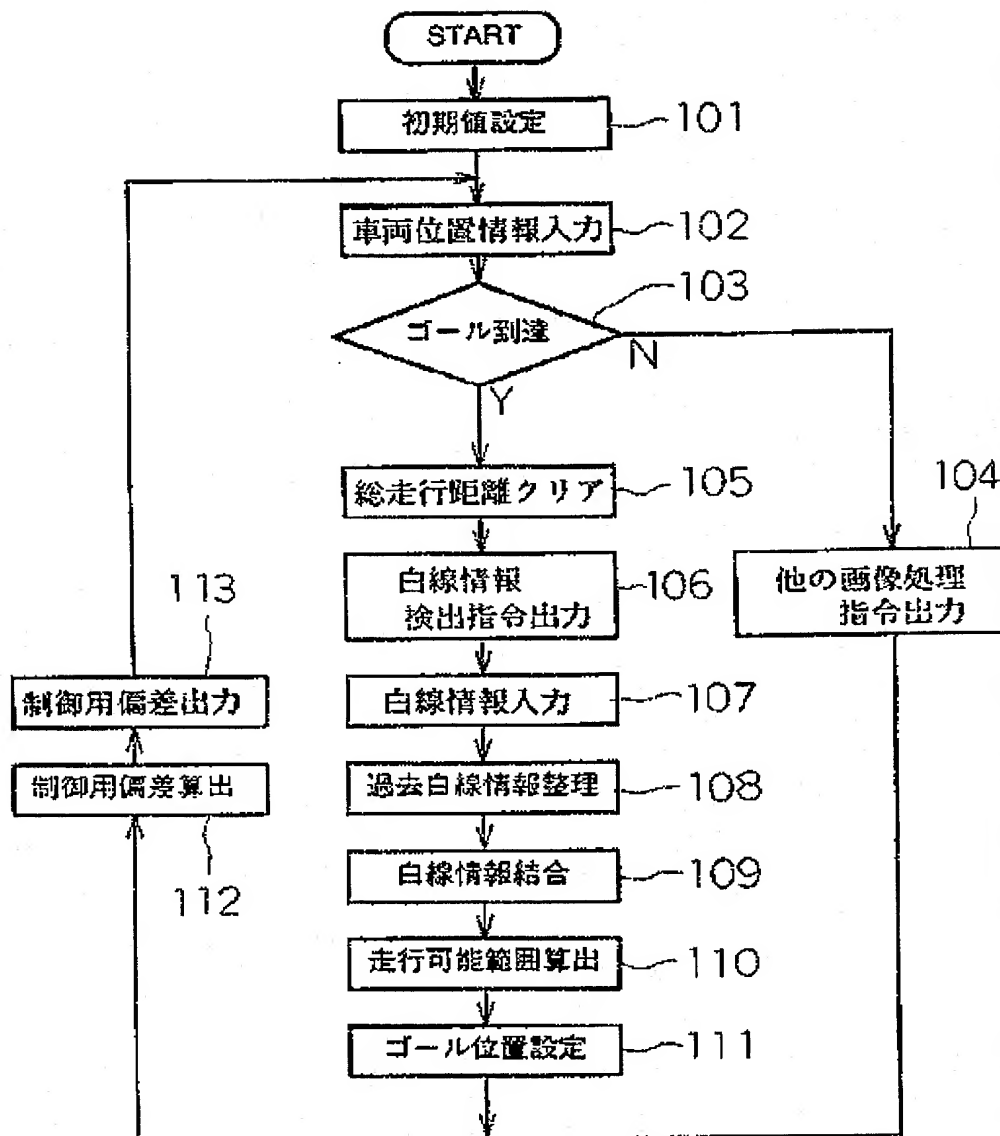 START
初期値設定
101
車両位置情報入力
102
ゴール到達
103
N
Y
総走行距離クリア
105
104
白線情報
検出指令出力
106
他の画像処理
指令出力
113
白線情報入力
107
制御用偏差出力
過去白線情報整理
108
制御用偏差算出
112
白線情報結合
109
走行可能範囲算出
110
ゴール位置設定
111